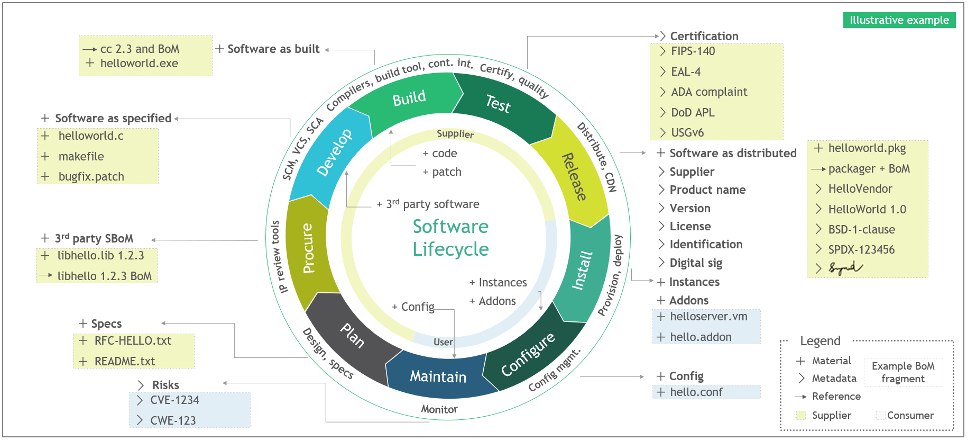 Illustrative example
→ cc 2.3 and BoM
+ helloworld.exe
+ Software as built
+ Software as specified
+ helloworld.c
+ makefile
+ bugfix.patch
+ 3rd party SBoM
+ libhello.lib 1.2.3
→ libhello 1.2.3 BoM
+ Specs
+ RFC-HELLO.txt
+ README.txt
> Risks
> CVE-1234
> CWE-123
Compilers, build tool, cont. int.
Certify, quality
Distribute, CDN
Provision, deploy
Config mgmt.
Monitor
Design, specs
IP review tools
SCM, VCS, SCA
Build
Test
Release
Install
Configure
Maintain
Plan
Procure
Develop
Supplier
+ code
+ patch
+ 3rd party software
Software
Lifecycle
+ Instances
+ Addons
+ Config
User
> Certification
> FIPS-140
> EAL-4
> ADA complaint
> DoD APL
> USGv6
+ Software as distributed
> Supplier
> Product name
> Version
> License
> Identification
> Digital sig
+ Instances
+ Addons
+ helloserver.vm
+ hello.addon
+ Config
+ hello.conf
+ helloworld.pkg
→ packager + BoM
> HelloVendor
> HelloWorld 1.0
> BSD-1-clause
> SPDX-123456
>
Legend
+ Material
> Metadata
→ Reference
Example BoM
fragment
Supplier
Consumer